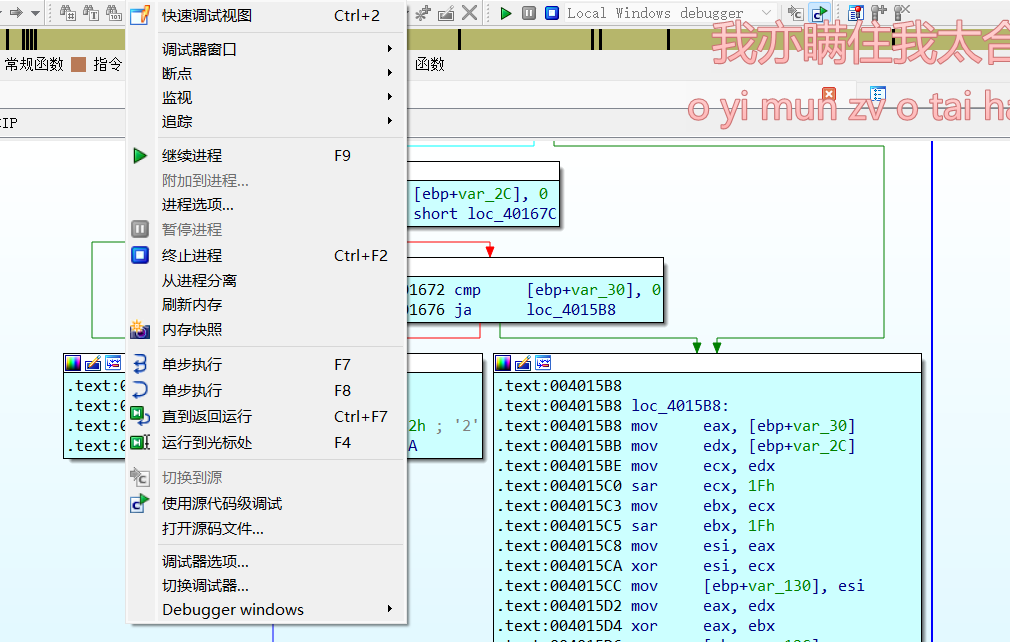 快速调试视图 Ctrl+2
Local Windows debugger
我亦瞒住我太合
调试器窗口
常规函数 指令
函数
断点
监视
o yi mun zv o tai ha
追踪
IP
继续进程 F9
附加到进程...
[ebp+var_2C], 0
进程选项...
short loc_40167C
暂停进程
终止进程 Ctrl+F2
从进程分离
1672 cmp [ebp+var_30], 0
刷新内存
1676 ja loc_4015B8
内存快照
单步执行 F7
.text:
.text:004015B8
单步执行 F8
.text:
.text:004015B8 loc_4015B8:
直到返回运行 Ctrl+F7
.text:
2h ; '2'
.text:004015B8 mov eax, [ebp+var_30]
运行到光标处 F4
.text:
A
.text:004015BB mov edx, [ebp+var_2C]
.text:004015BE mov ecx, edx
切换到源
.text:004015C0 sar ecx, 1Fh
使用源代码级调试
.text:004015C3 mov ebx, ecx
打开源码文件...
.text:004015C5 sar ebx, 1Fh
.text:004015C8 mov esi, eax
调试器选项...
.text:004015CA xor esi, ecx
切换调试器...
.text:004015CC mov [ebp+var_130], esi
Debugger windows
.text:004015D2 mov eax, edx
.text:004015D4 xor eax, ebx